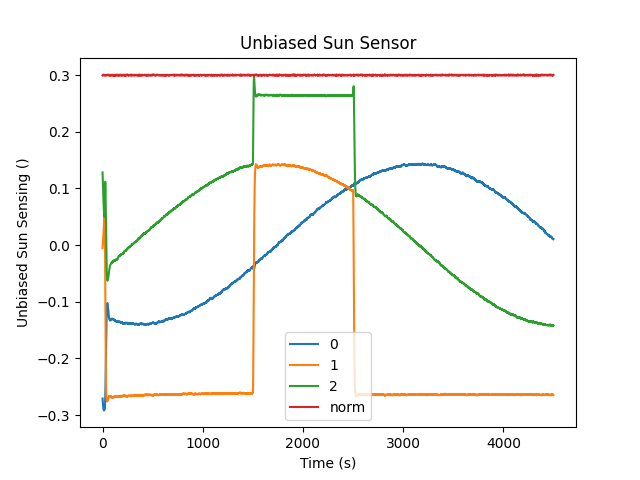 Unbiased Sun Sensor
Unbiased Sun Sensing ()
0.3
0.2
0.1
0.0
−0.1
−0.2
−0.3
0
1
2
norm
0 1000 2000 3000 4000
Time (s)